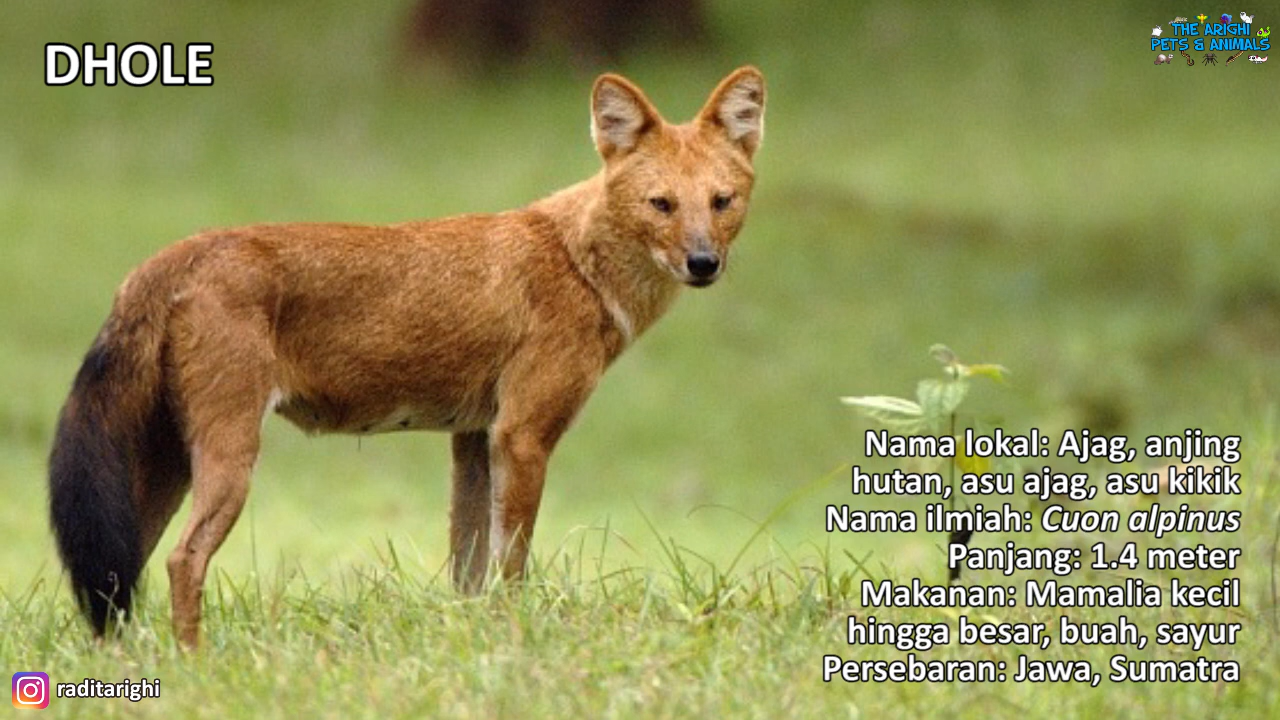 DHOLE
THE ARIGHI
PETS & ANIMALS
Nama lokal: Ajag, anjing
hutan, asu ajag, asu kikik
Nama ilmiah: Cuon alpinus
Panjang: 1.4 meter
Makanan: Mamalia kecil
hingga besar, buah, sayur
Persebaran: Jawa, Sumatra
raditarighi